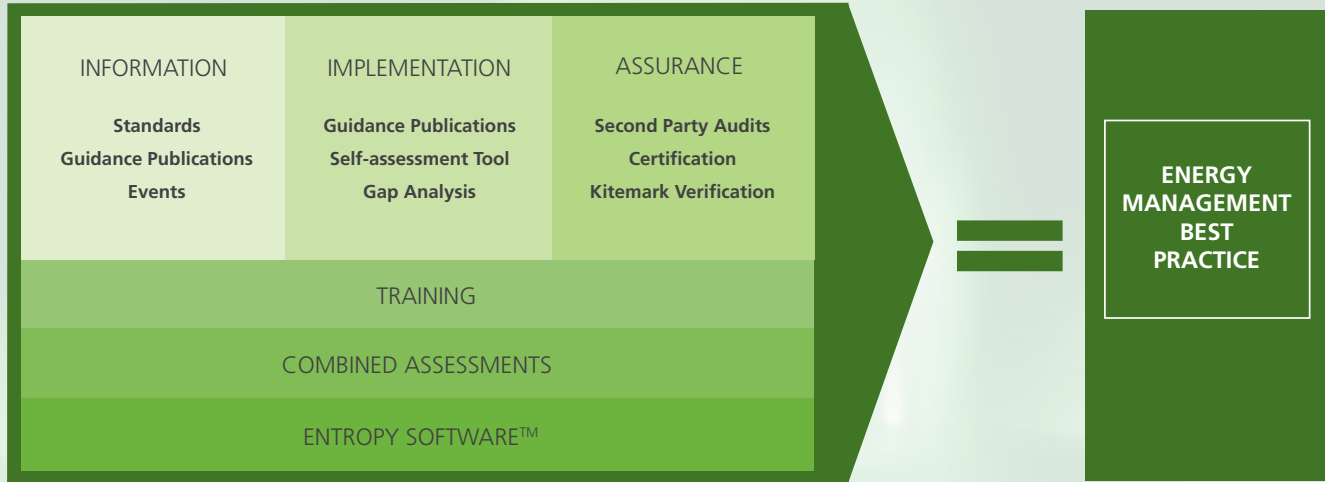 INFORMATION
Standards
Guidance Publications
Events
IMPLEMENTATION
Guidance Publications
Self-assessment Tool
Gap Analysis
ASSURANCE
Second Party Audits
Certification
Kitemark Verification
TRAINING
COMBINED ASSESSMENTS
ENTROPY SOFTWARE™
ENERGY
MANAGEMENT
BEST
PRACTICE